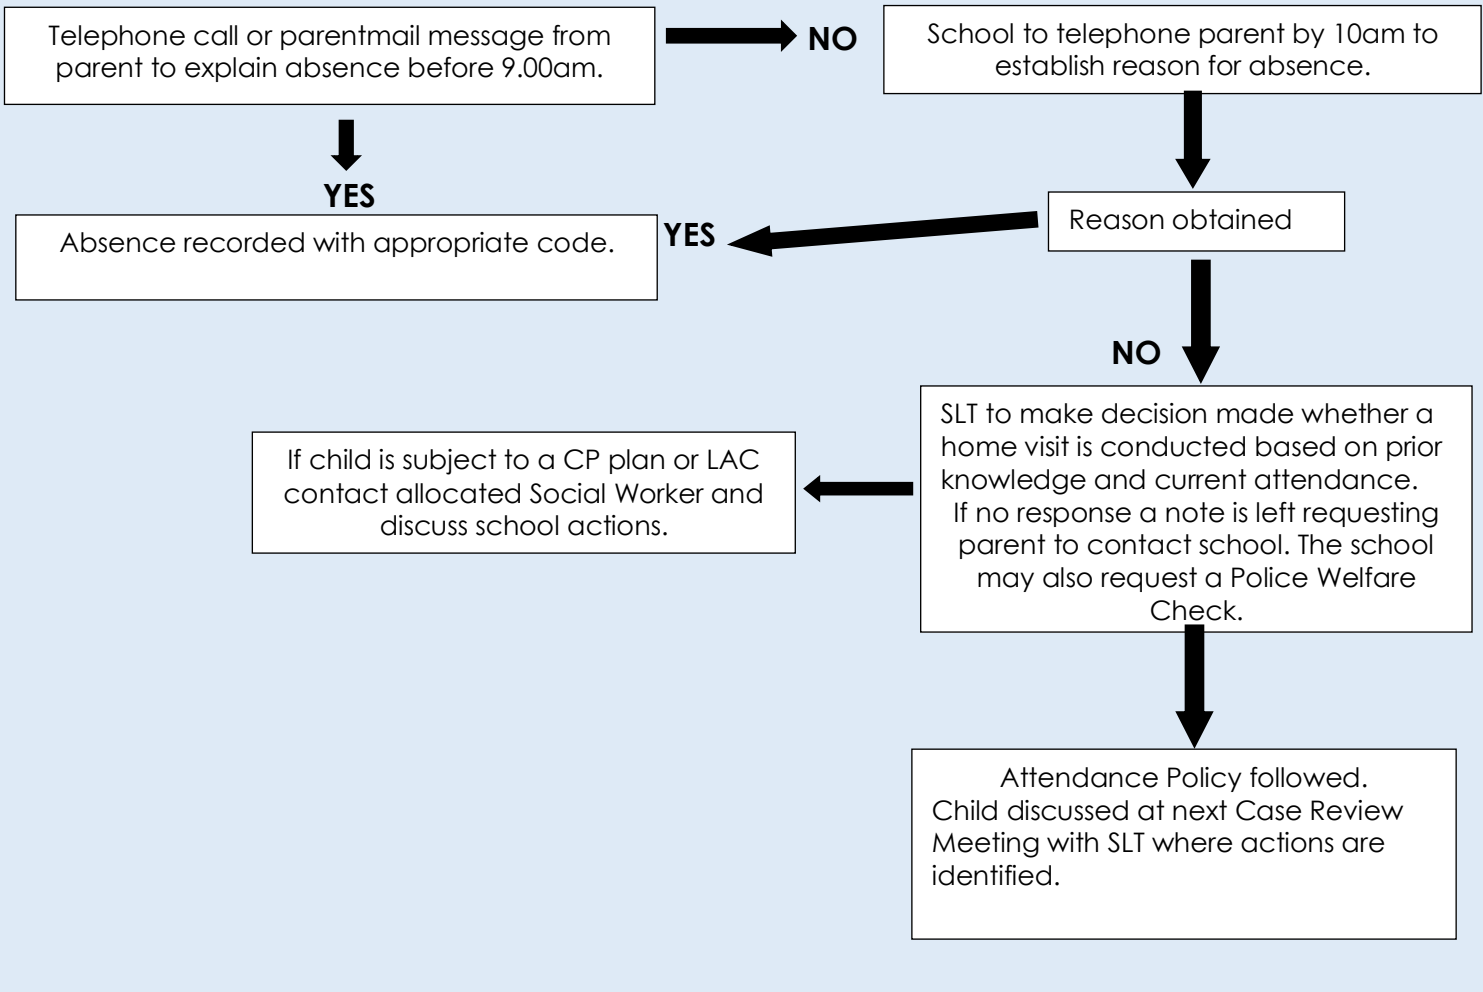 Telephone call or parentmail message from
parent to explain absence before 9.00am.
NO
School to telephone parent by 10am to
establish reason for absence.
YES
Absence recorded with appropriate code.
YES
Reason obtained
NO
SLT to make decision made whether a
home visit is conducted based on prior
knowledge and current attendance.
If no response a note is left requesting
parent to contact school. The school
may also request a Police Welfare
Check.
If child is subject to a CP plan or LAC
contact allocated Social Worker and
discuss school actions.
Attendance Policy followed.
Child discussed at next Case Review
Meeting with SLT where actions are
identified.